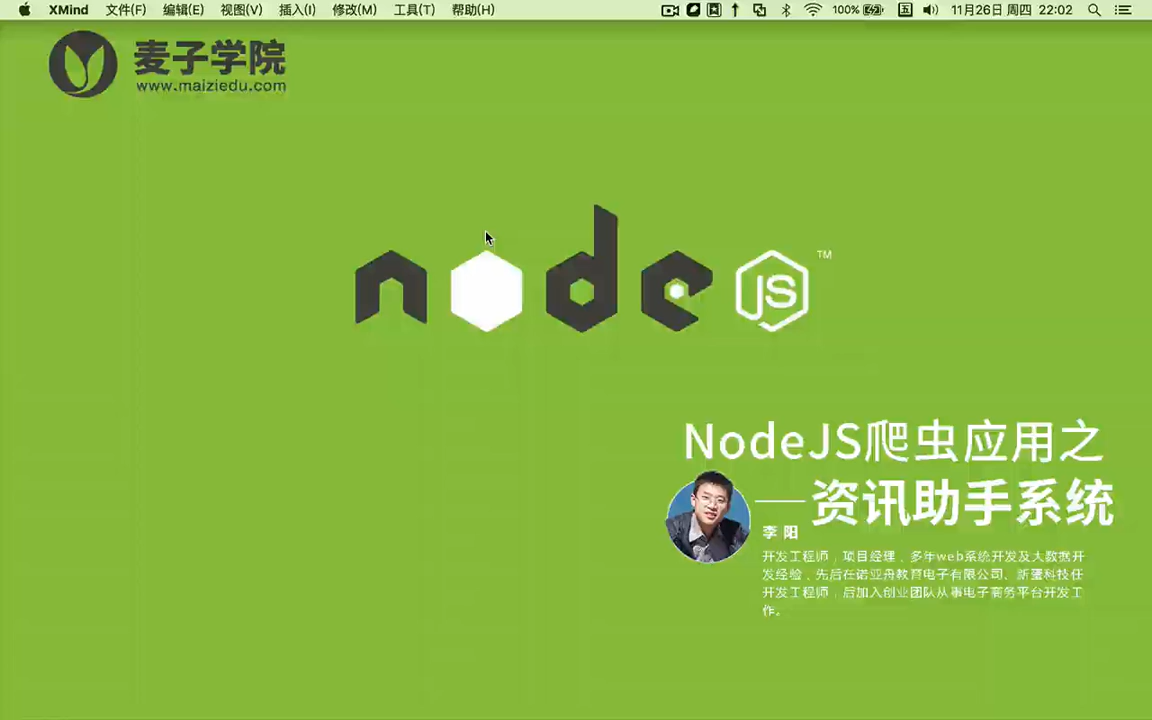 XMind 文件(F) 编辑(E) 视图(V) 插入(I) 修改(M) 工具(T) 帮助(H) 100% 五 11月26日 周四 22:02
麦子学院
www.maiziedu.com
node JS TM
NodeJS爬虫应用之
——资讯助手系统
李 阳
开发工程师，项目经理，多年web系统开发及大数据开
发经验，先后在诺亚舟教育电子有限公司、新蛋科技任
开发工程师，后加入创业团队从事电子商务平台开发工
作。